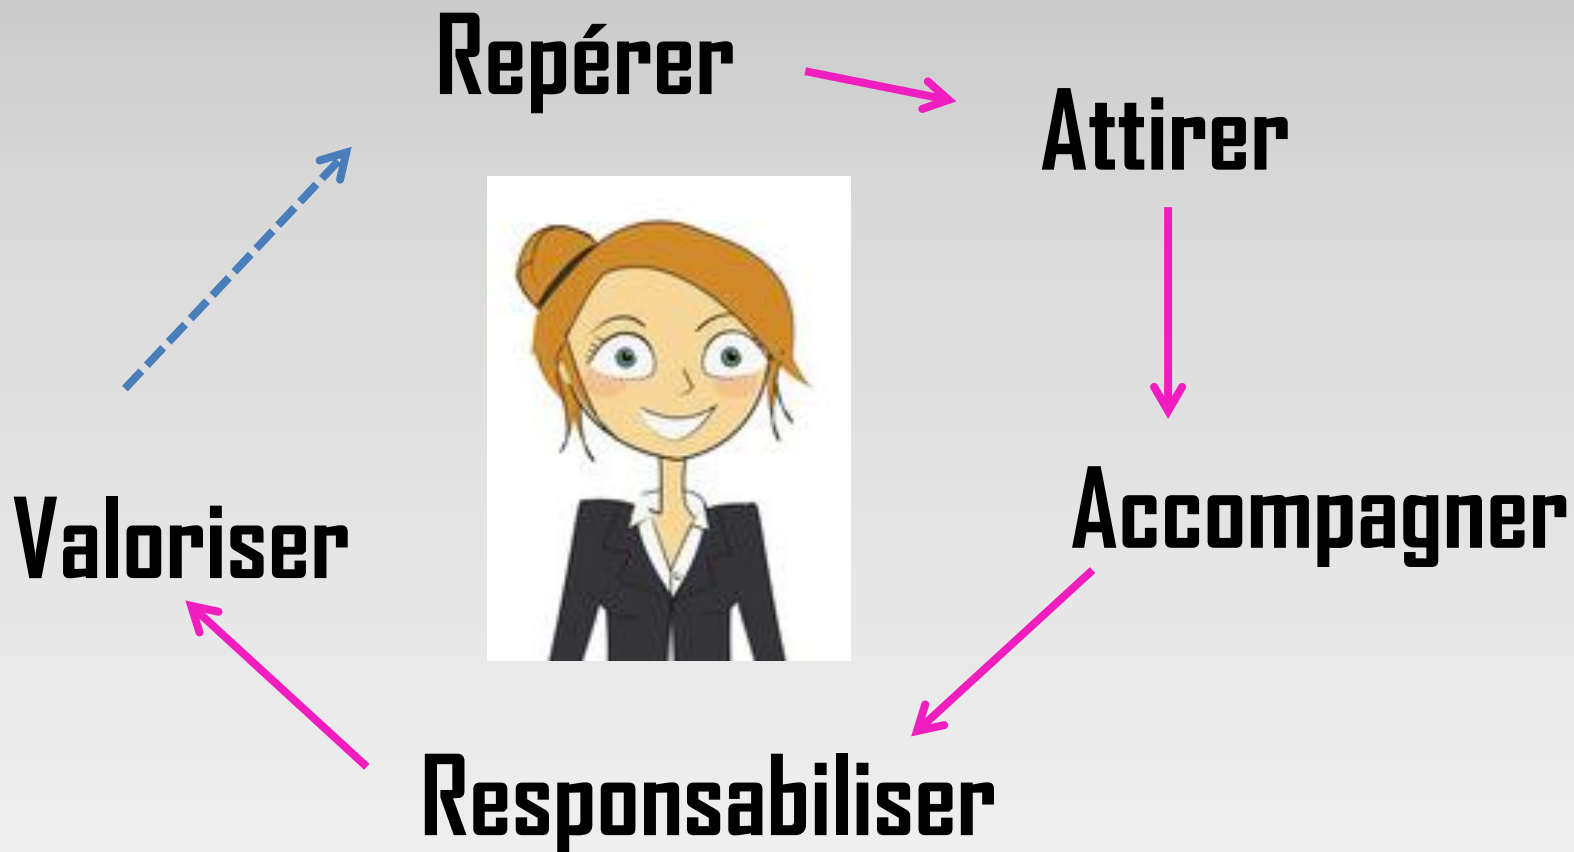 Repérer
Attirer
Accompagner
Responsabiliser
Valoriser